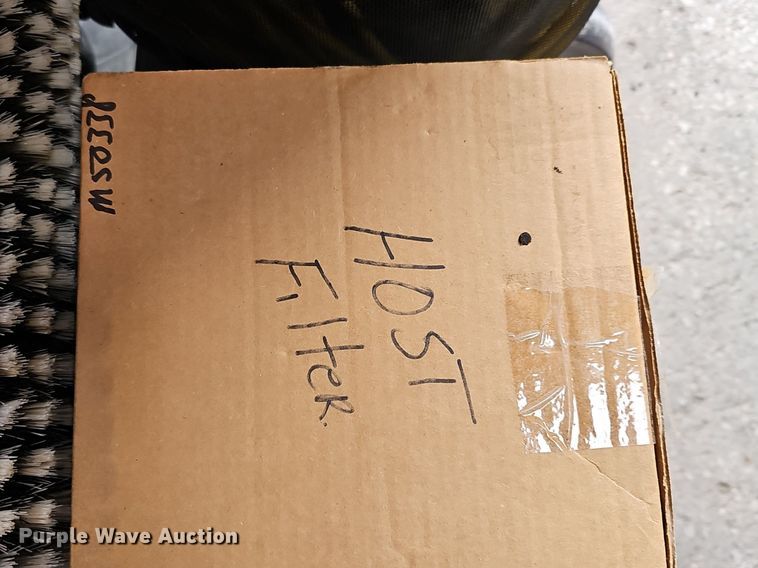 HOST
Filter.
Purple Wave Auction